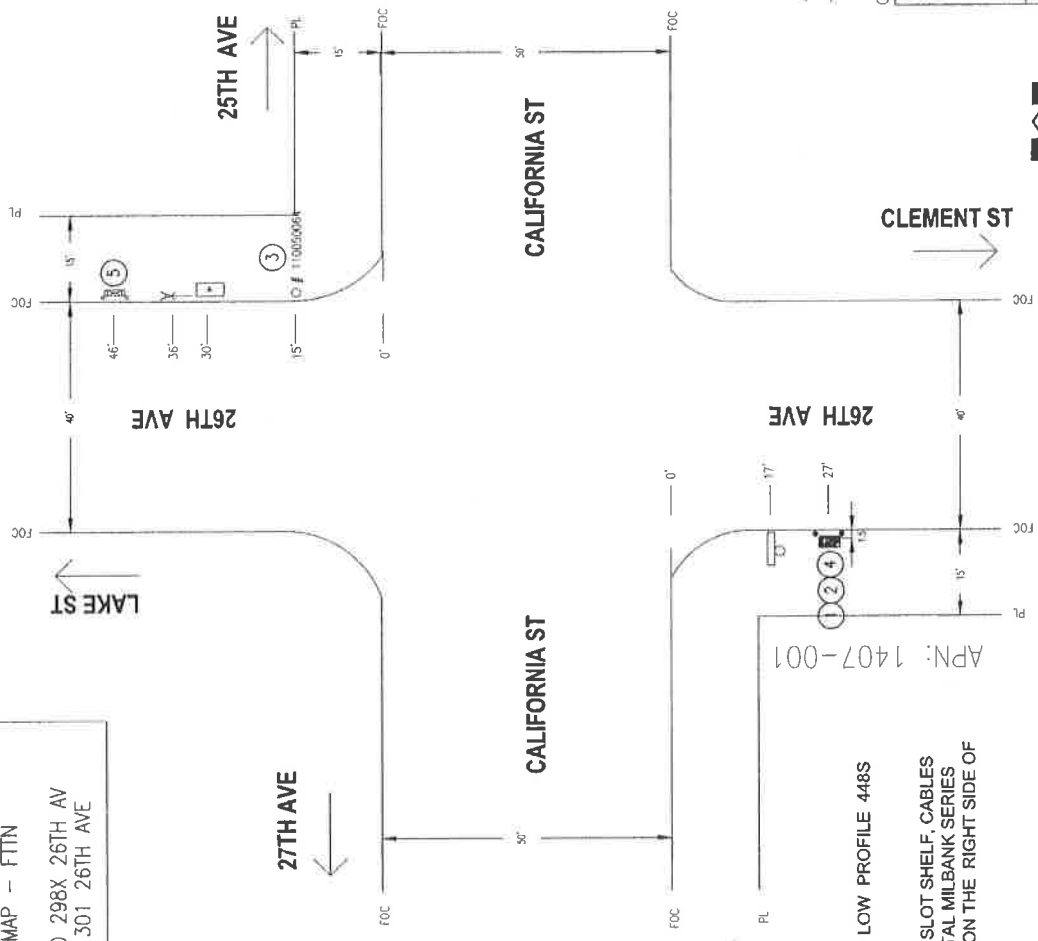 MAP - FTTN
298X 26TH AV
301 26TH AVE
25TH AVE
PL
FOC
15'
50'
FOC
PL
15'
FOC
5
3
# 11005006A
46'
36'
30'
15'
0'
40'
26TH AVE
FOC
LAKE ST
CALIFORNIA ST
CLEMENT ST
27TH AVE
FOC
50'
FOC
PL
CALIFORNIA ST
26TH AVE
0'
17'
27'
1 2 4
15'
PL
FOC
40'
FOC
APN: 1407-001
LOW PROFILE 448S
SLOT SHELF, CABLES
MILBANK SERIES
ON THE RIGHT SIDE OF